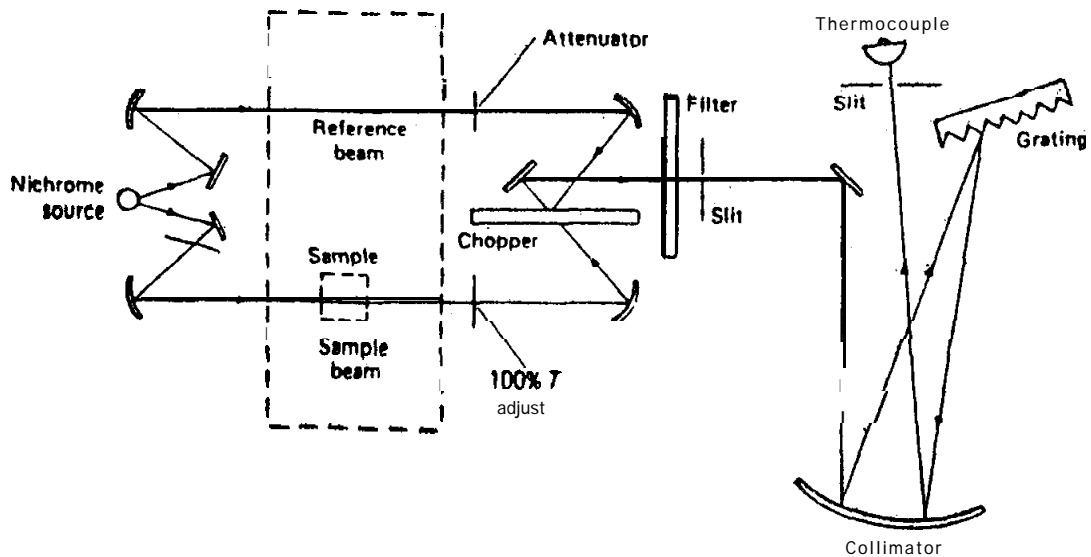 Thermocouple
Attenuator
Slit
Filter
Grating
Reference
beam
Nichrome
source
Slit
Chopper
Sample
Sample
beam
100% T
adjust
Collimator